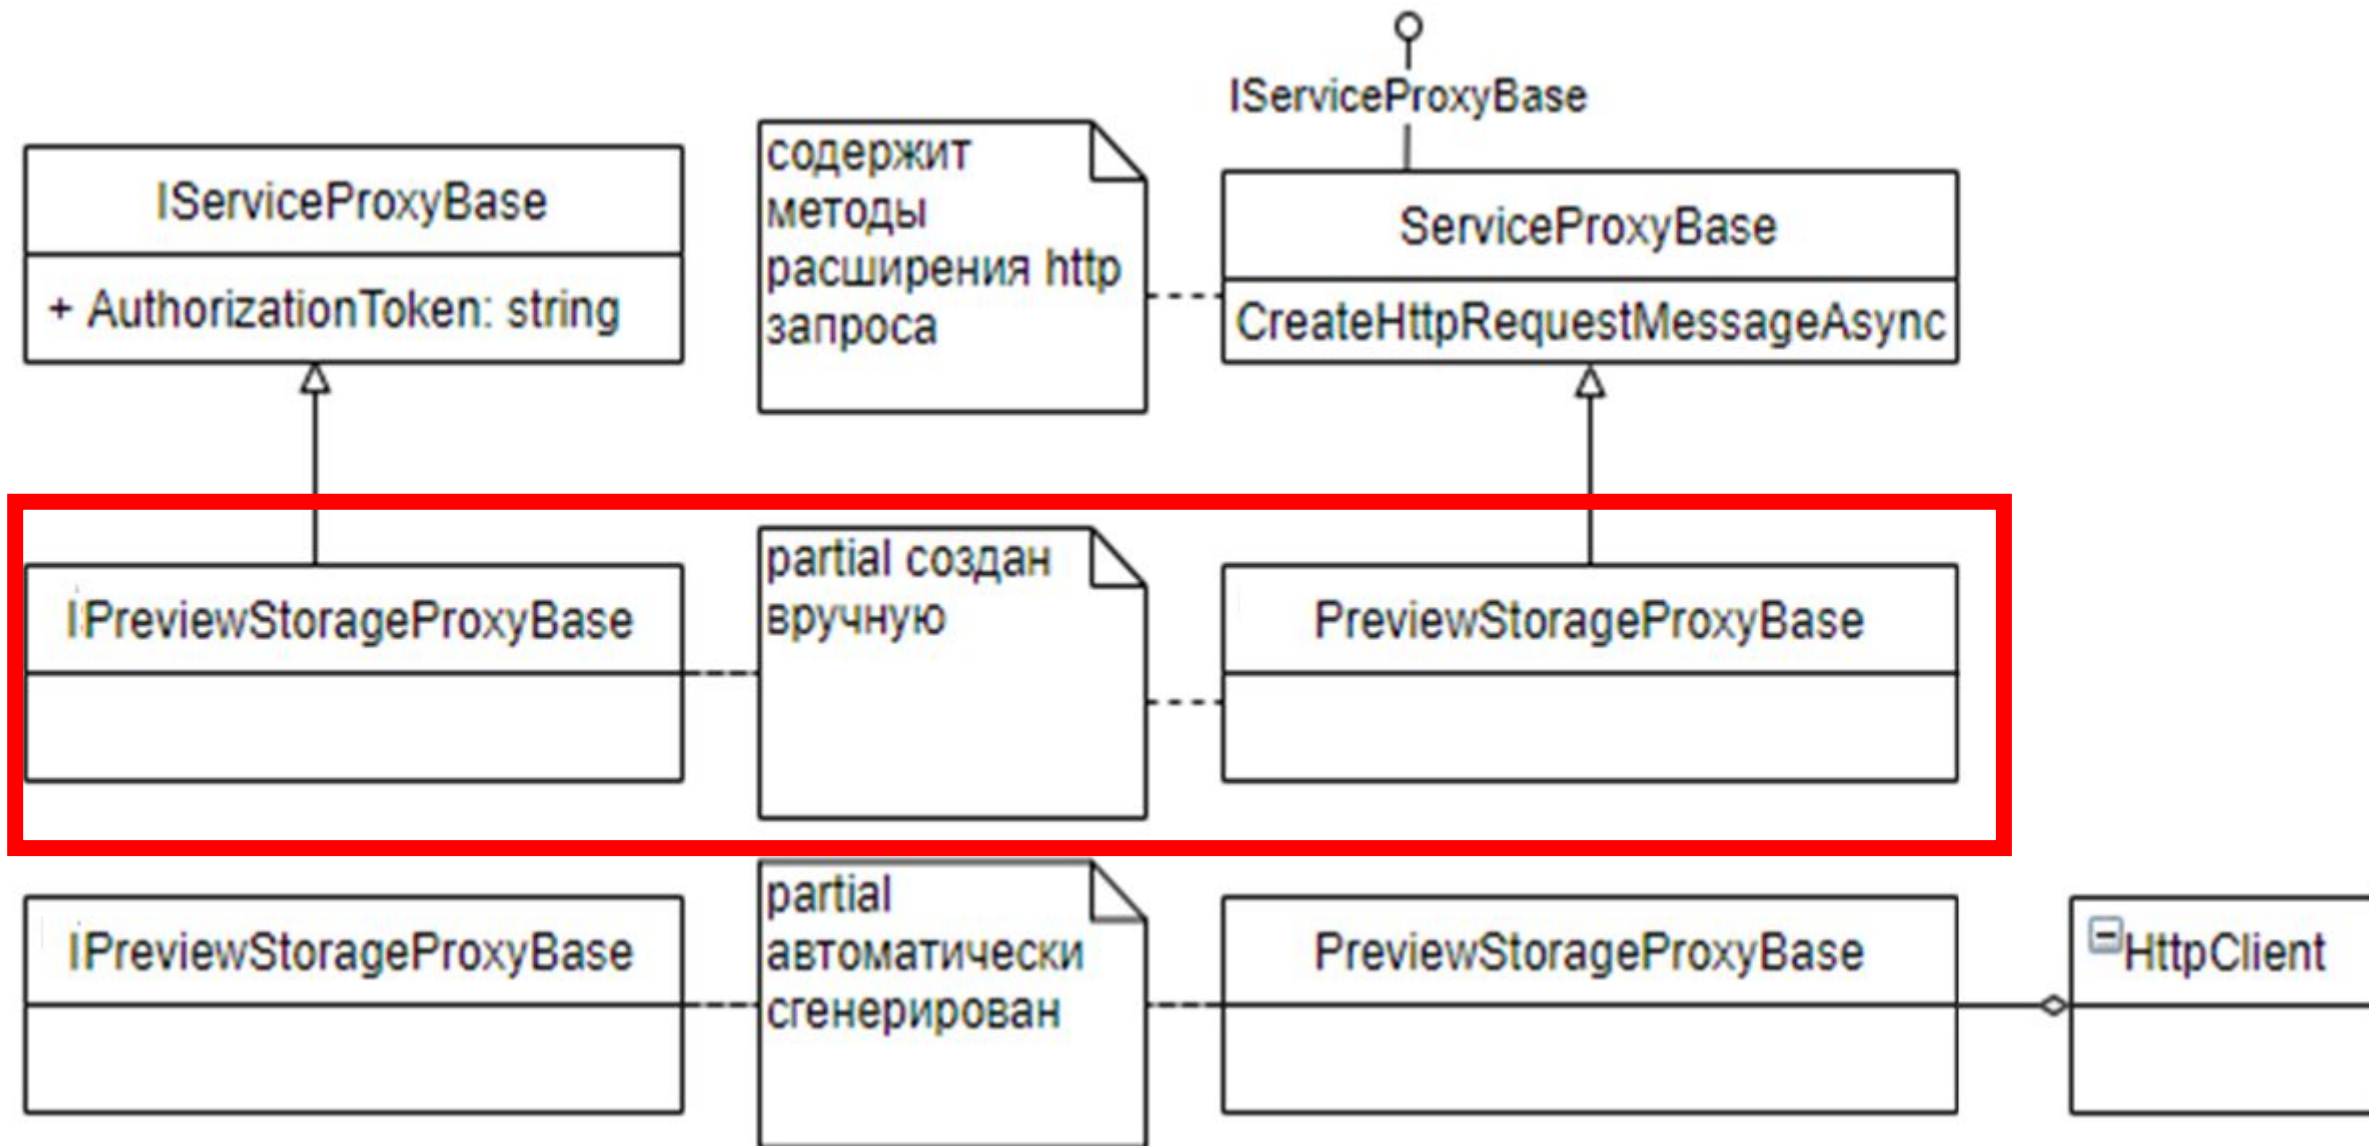 IServiceProxyBase
IServiceProxyBase
+ AuthorizationToken: string
содержит
методы
расширения http
запроса
ServiceProxyBase
CreateHttpRequestMessageAsync
IPreviewStorageProxyBase
partial создан
вручную
PreviewStorageProxyBase
IPreviewStorageProxyBase
partial
автоматически
сгенерирован
PreviewStorageProxyBase
HttpClient